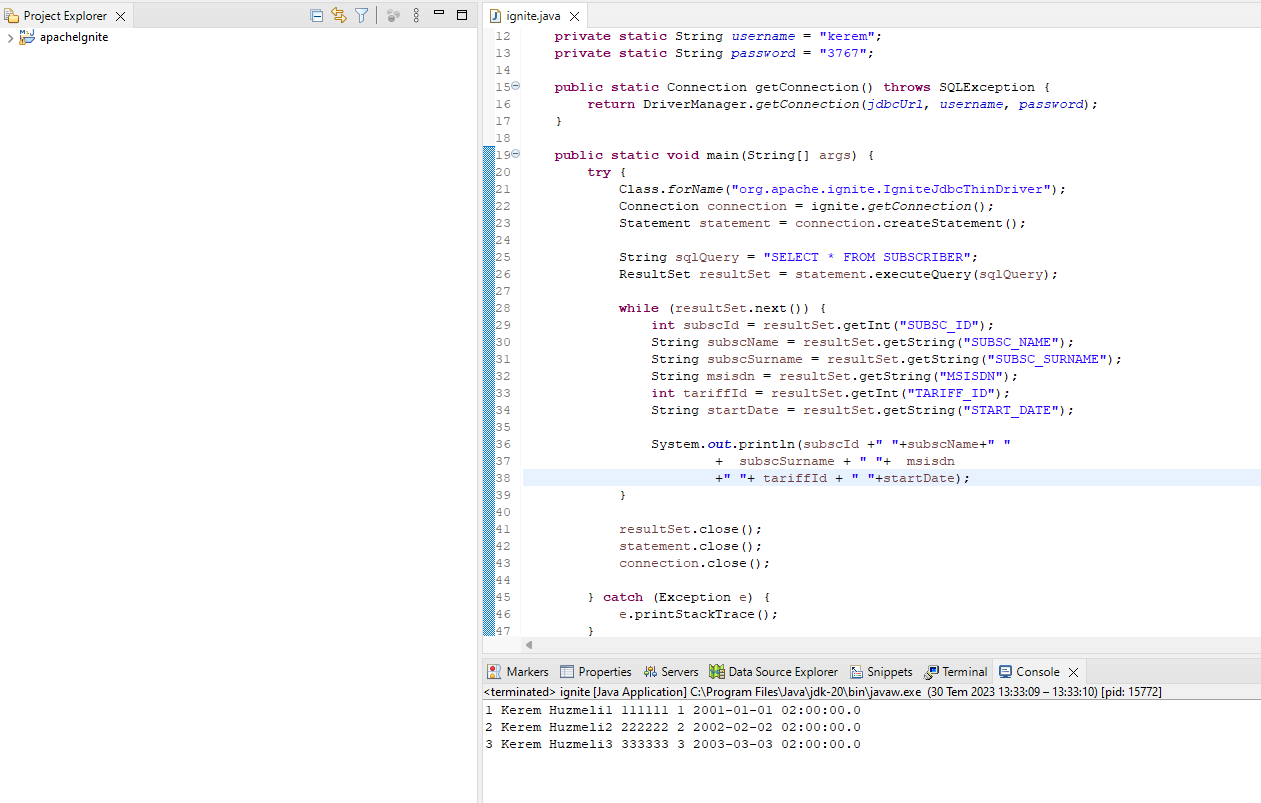 Project Explorer
apacheIgnite
ignite.java
12 private static String username = "kerem";
13 private static String password = "3767";
14
15 public static Connection getConnection() throws SQLException {
16 return DriverManager.getConnection(jdbcUrl, username, password);
17 }
18
19 public static void main(String[] args) {
20 try {
21 Class.forName("org.apache.ignite.IgniteJdbcThinDriver");
22 Connection connection = ignite.getConnection();
23 Statement statement = connection.createStatement();
24
25 String sqlQuery = "SELECT * FROM SUBSCRIBER";
26 ResultSet resultSet = statement.executeQuery(sqlQuery);
27
28 while (resultSet.next()) {
29 int subscId = resultSet.getInt("SUBSC_ID");
30 String subscName = resultSet.getString("SUBSC_NAME");
31 String subscSurname = resultSet.getString("SUBSC_SURNAME");
32 String msisdn = resultSet.getString("MSISDN");
33 int tariffId = resultSet.getInt("TARIFF_ID");
34 String startDate = resultSet.getString("START_DATE");
35
36 System.out.println(subscId +" "+subscName+" "
37 +  subscSurname + " "+  msisdn
38 +" "+ tariffId + " "+startDate);
39 }
40
41 resultSet.close();
42 statement.close();
43 connection.close();
44
45 } catch (Exception e) {
46 e.printStackTrace();
47 }
Markers Properties Servers Data Source Explorer Snippets Terminal Console
<terminated> ignite [Java Application] C:\Program Files\Java\jdk-20\bin\javaw.exe (30 Tem 2023 13:33:09 – 13:33:10) [pid: 15772]
1 Kerem Huzmeli1 111111 1 2001-01-01 02:00:00.0
2 Kerem Huzmeli2 222222 2 2002-02-02 02:00:00.0
3 Kerem Huzmeli3 333333 3 2003-03-03 02:00:00.0